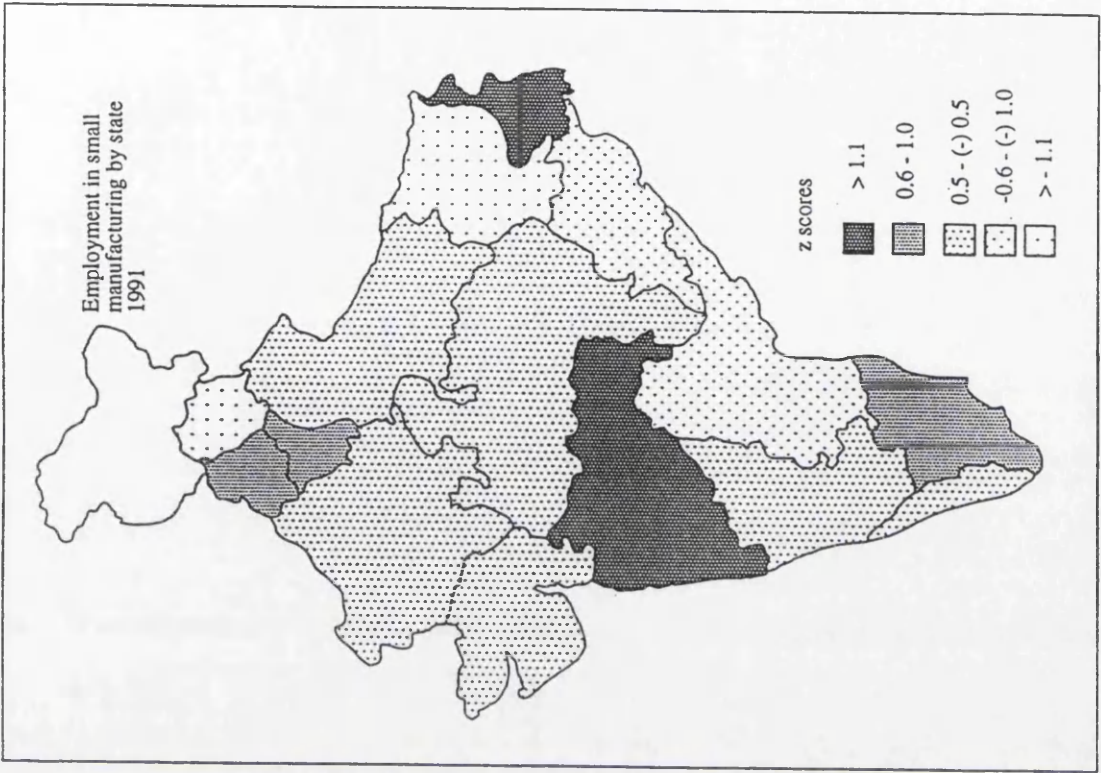 Employment in small
manufacturing by state
1991
z scores
> 1.1
0.6 - 1.0
0.5 - (-) 0.5
-0.6 - (-) 1.0
> - 1.1